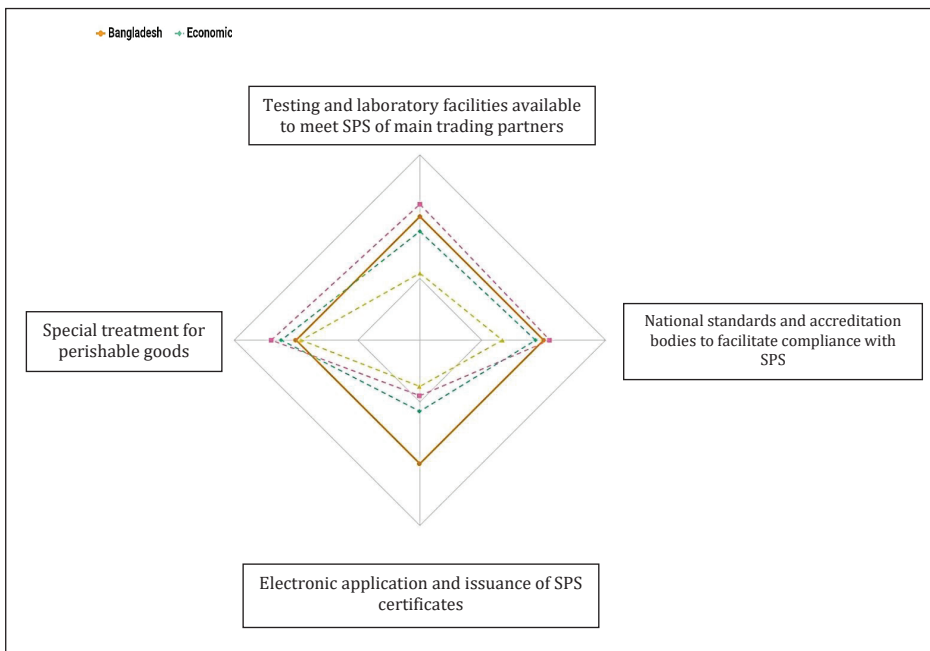 Bangladesh Economic
Testing and laboratory facilities available
to meet SPS of main trading partners
Special treatment for
perishable goods
National standards and accreditation
bodies to facilitate compliance with
SPS
Electronic application and issuance of SPS
certificates